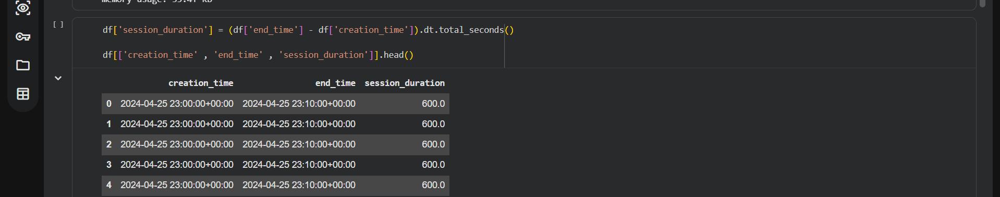 memory usage: 39.41 KB
[ ]
df['session_duration'] = (df['end_time'] - df['creation_time']).dt.total_seconds()
df[['creation_time' , 'end_time' , 'session_duration']].head()
creation_time end_time session_duration
0 2024-04-25 23:00:00+00:00 2024-04-25 23:10:00+00:00 600.0
1 2024-04-25 23:00:00+00:00 2024-04-25 23:10:00+00:00 600.0
2 2024-04-25 23:00:00+00:00 2024-04-25 23:10:00+00:00 600.0
3 2024-04-25 23:00:00+00:00 2024-04-25 23:10:00+00:00 600.0
4 2024-04-25 23:00:00+00:00 2024-04-25 23:10:00+00:00 600.0